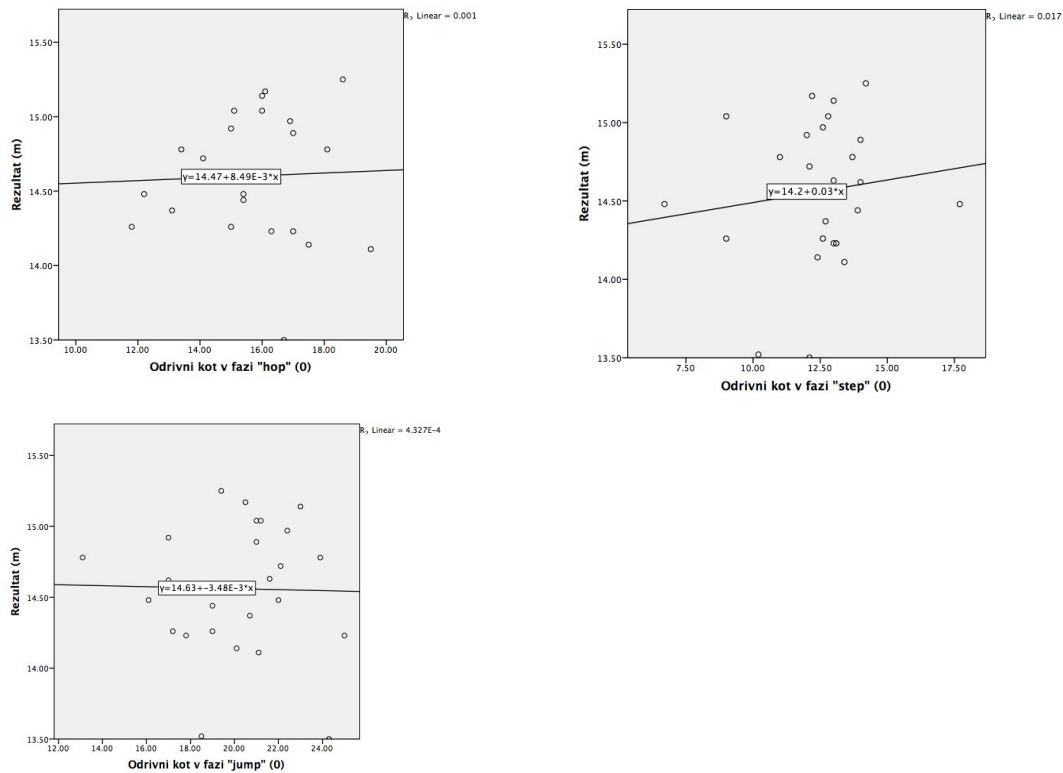 R, Linear = 0.001
15.50
15.00
14.50
14.00
13.50
Rezultat (m)
y=14.47+8.49E-3*x
10.00 12.00 14.00 16.00 18.00 20.00
Odrivni kot v fazi "hop" (0)
R, Linear = 0.017
15.50
15.00
14.50
14.00
13.50
Rezultat (m)
y=14.2+0.03*x
7.50 10.00 12.50 15.00 17.50
Odrivni kot v fazi "step" (0)
R, Linear = 4.327E-4
15.50
15.00
14.50
14.00
13.50
Rezultat (m)
y=14.63+-3.48E-3*x
12.00 14.00 16.00 18.00 20.00 22.00 24.00
Odrivni kot v fazi "jump" (0)